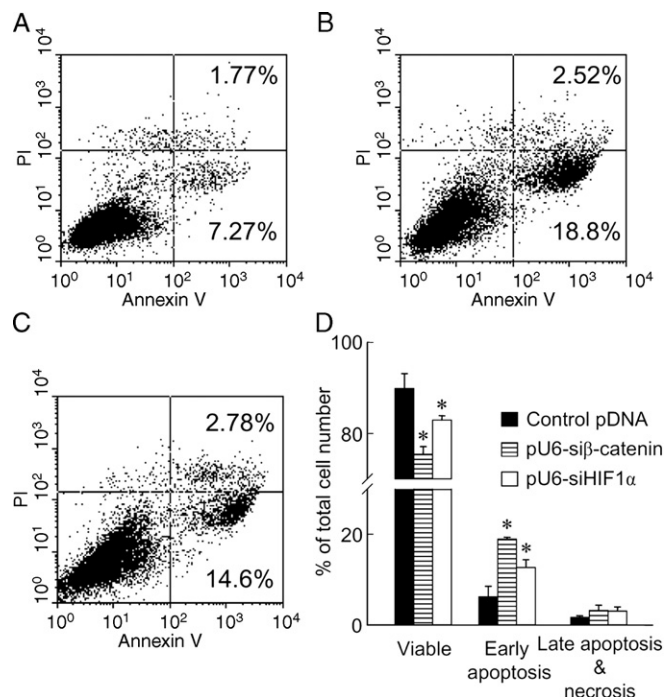 A
10⁴
10³
10²
10¹
10⁰
PI
1.77%
7.27%
10⁰ 10¹ 10² 10³ 10⁴
Annexin V
B
10⁴
10³
10²
10¹
10⁰
PI
2.52%
18.8%
10⁰ 10¹ 10² 10³ 10⁴
Annexin V
C
10⁴
10³
10²
10¹
10⁰
PI
2.78%
14.6%
10⁰ 10¹ 10² 10³ 10⁴
Annexin V
D
100
80
20
0
% of total cell number
* *
* *
Control pDNA
pU6-siβ-catenin
pU6-siHIF1α
Viable
Early
apoptosis
Late apoptosis
&
necrosis